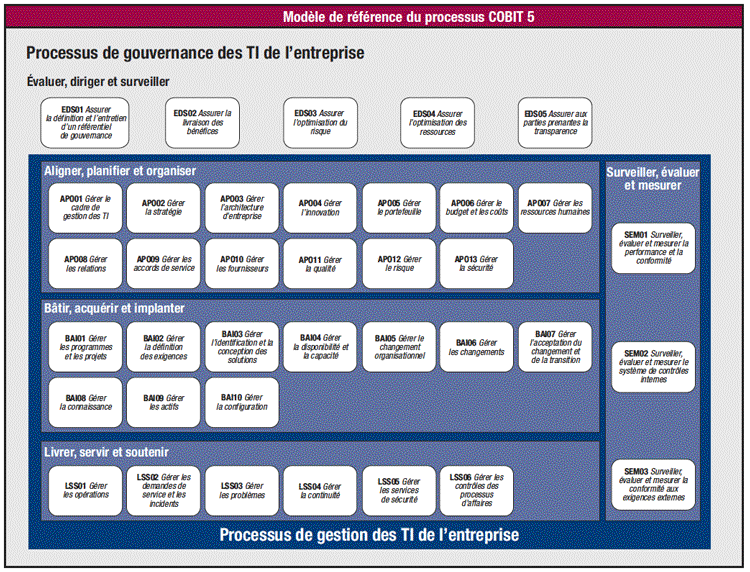 Modèle de référence du processus COBIT 5
Processus de gouvernance des TI de l'entreprise
Évaluer, diriger et surveiller
EDS01 Assurer
la définition et l'entretien
d'un référentiel
de gouvernance
EDS02 Assurer la
livraison des
bénéfices
EDS03 Assurer
l'optimisation du
risque
EDS04 Assurer
l'optimisation des
ressources
EDS05 Assurer aux
parties prenantes la
transparence
Aligner, planifier et organiser
APO01 Gérer le
cadre de
gestion des TI
APO02 Gérer
la stratégie
APO03 Gérer
l'architecture
d'entreprise
APO04 Gérer
l'innovation
APO05 Gérer
le portefeuille
APO06 Gérer le
budget et les coûts
APO07 Gérer les
ressources humaines
APO08 Gérer
les relations
APO09 Gérer les
accords de service
APO10 Gérer
les fournisseurs
APO11 Gérer
la qualité
APO12 Gérer
le risque
APO13 Gérer
la sécurité
Bâtir, acquérir et implanter
BAI01 Gérer
les programmes
et les projets
BAI02 Gérer
la définition
des exigences
BAI03 Gérer
l'Identification et la
conception des
solutions
BAI04 Gérer
la disponibilité et
la capacité
BAI05 Gérer le
changement
organisationnel
BAI06 Gérer
les changements
BAI07 Gérer
l'acceptation du
changement et
de la transition
BAI08 Gérer
la connaissance
BAI09 Gérer
les actifs
BAI10 Gérer
la configuration
Livrer, servir et soutenir
LSS01 Gérer
les opérations
LSS02 Gérer les
demandes de
service et les
incidents
LSS03 Gérer
les problèmes
LSS04 Gérer
la continuité
LSS05 Gérer
les services
de sécurité
LSS06 Gérer les
contrôles des
processus
d'affaires
Surveiller, évaluer
et mesurer
SEM01 Surveiller,
évaluer et mesurer la
performance et la
conformité
SEM02 Surveiller,
évaluer et mesurer le
système de contrôles
internes
SEM03 Surveiller,
évaluer et mesurer la
conformité aux
exigences externes
Processus de gestion des TI de l'entreprise